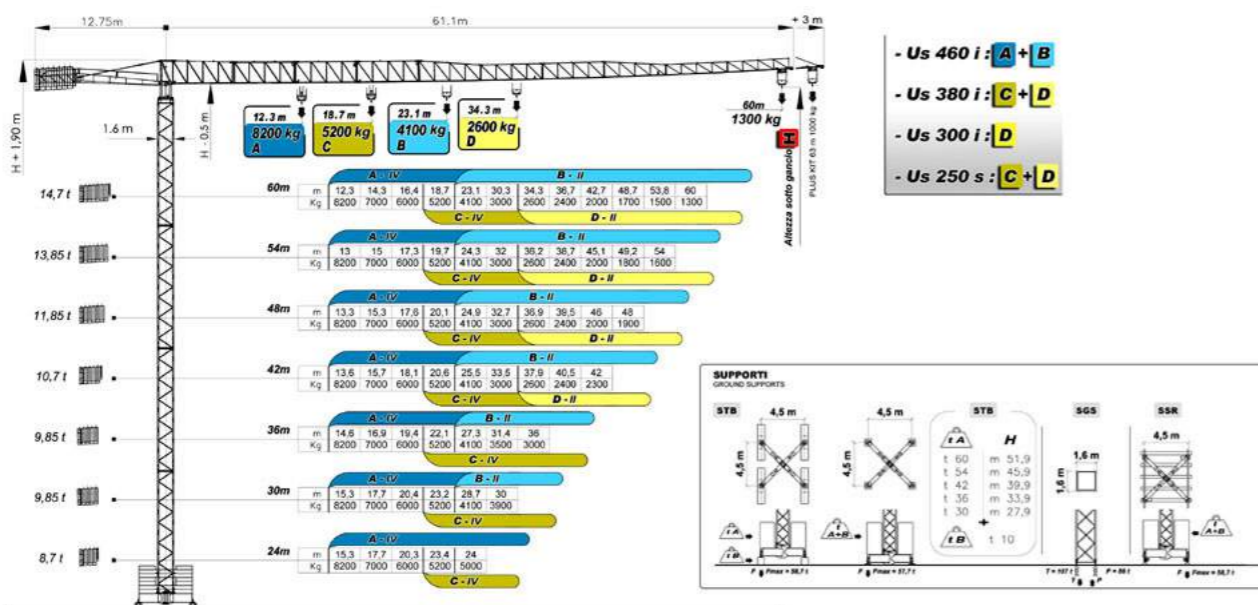 12.75m 61.1m + 3 m
H + 1,90 m
1.6 m
H - 0.5 m
12.3 m
8200 kg
A
18.7 m
5200 kg
C
23.1 m
4100 kg
B
34.3 m
2600 kg
D
60m
1300 kg
H
Altezza sotto gancio
PLUS KIT 63 m 1000 kg
- Us 460 i : A + B
- Us 380 i : C + D
- Us 300 i : D
- Us 250 s : C + D
A - IV B - II
14,7 t 60m m 12,3 14,3 16,4 18,7 23,1 30,3 34,3 36,7 42,7 48,7 53,8 60
Kg 8200 7000 6000 5200 4100 3000 2600 2400 2000 1700 1500 1300
C - IV D - II
A - IV B - II
13,85 t 54m m 13 15 17,3 19,7 24,3 32 36,2 38,7 45,1 49,2 54
Kg 8200 7000 6000 5200 4100 3000 2600 2400 2000 1800 1600
C - IV D - II
A - IV B - II
11,85 t 48m m 13,3 15,3 17,6 20,1 24,9 32,7 36,9 39,5 46 48
Kg 8200 7000 6000 5200 4100 3000 2600 2400 2000 1900
C - IV D - II
A - IV B - II
10,7 t 42m m 13,6 15,7 18,1 20,6 25,5 33,5 37,9 40,5 42
Kg 8200 7000 6000 5200 4100 3000 2600 2400 2300
C - IV D - II
A - IV B - II
9,85 t 36m m 14,6 16,9 19,4 22,1 27,3 31,4 36
Kg 8200 7000 6000 5200 4100 3500 3000
C - IV
A - IV B - II
9,85 t 30m m 15,3 17,7 20,4 23,2 28,7 30
Kg 8200 7000 6000 5200 4100 3900
C - IV
A - IV
8,7 t 24m m 15,3 17,7 20,3 23,4 24
Kg 8200 7000 6000 5200 5000
C - IV
SUPPORTI
GROUND SUPPORTS
STB 4,5 m 4,5 m STB SGS SSR
4,5 m 4,5 m 1,6 m 1,6 m 4,5 m 4,5 m
t A H
t 60 m 51,9
t 54 m 45,9
t 42 m 39,9
t 36 m 33,9
t 30 m 27,9
+
t B t 10
t A
t B
t A+B
t A+B
F Fmax = 58,7 t
F Fmax = 57,7 t
T = 107 t P = 86 t
T P
F Fmax = 58,7 t